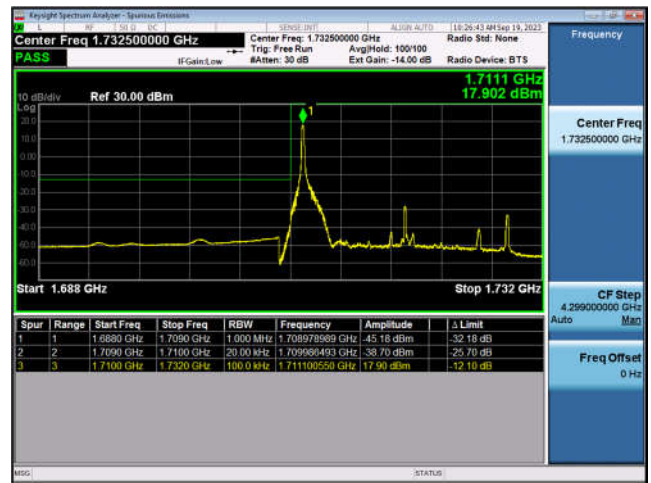 Keysight Spectrum Analyzer - Spurious Emissions
L RF 50 Ω DC SENSE:INT ALIGN AUTO 10:26:43 AM Sep 19, 2023
Center Freq 1.732500000 GHz
Center Freq: 1.732500000 GHz Radio Std: None
Trig: Free Run Avg|Hold: 100/100
PASS IFGain:Low #Atten: 30 dB Ext Gain: -14.00 dB Radio Device: BTS
Frequency
1.7111 GHz
17.902 dBm
10 dB/div Ref 30.00 dBm
Log
20.0
10.0
0.00
-10.0
-20.0
-30.0
-40.0
-50.0
-60.0
1
Start 1.688 GHz Stop 1.732 GHz
Center Freq
1.732500000 GHz
CF Step
4.299000000 GHz
Auto Man
Freq Offset
0 Hz
Spur Range Start Freq Stop Freq RBW Frequency Amplitude Δ Limit
1 1 1.6880 GHz 1.7090 GHz 1.000 MHz 1.708978989 GHz -45.18 dBm -32.18 dB
2 2 1.7090 GHz 1.7100 GHz 20.00 kHz 1.709986493 GHz -38.70 dBm -25.70 dB
3 3 1.7100 GHz 1.7320 GHz 100.0 kHz 1.711100550 GHz 17.90 dBm -12.10 dB
MSG STATUS